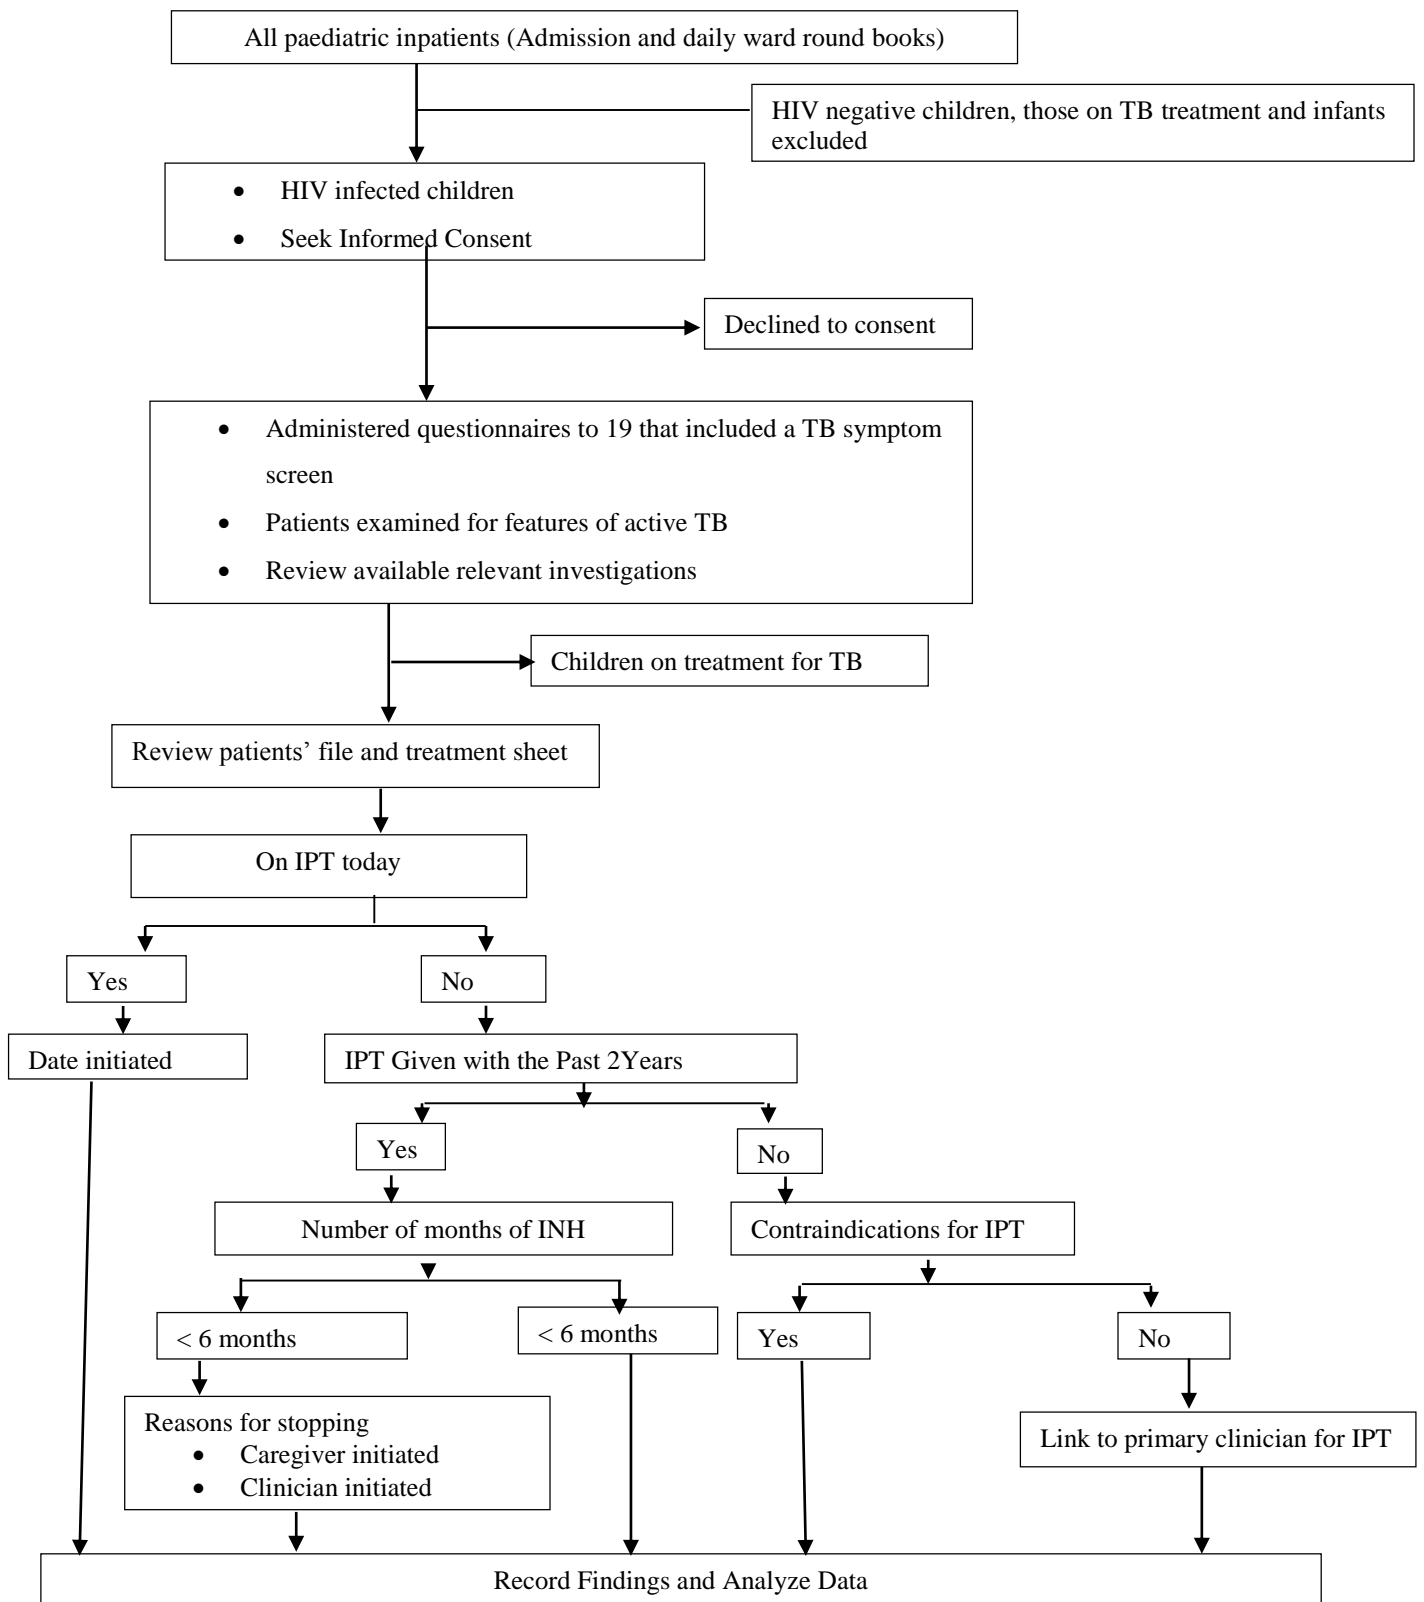 All paediatric inpatients (Admission and daily ward round books)
HIV negative children, those on TB treatment and infants
excluded
• HIV infected children
• Seek Informed Consent
Declined to consent
• Administered questionnaires to 19 that included a TB symptom
screen
• Patients examined for features of active TB
• Review available relevant investigations
Children on treatment for TB
Review patients’ file and treatment sheet
On IPT today
Yes
No
Date initiated
IPT Given with the Past 2Years
Yes
No
Number of months of INH
Contraindications for IPT
< 6 months
< 6 months
Yes
No
Reasons for stopping
• Caregiver initiated
• Clinician initiated
Link to primary clinician for IPT
Record Findings and Analyze Data